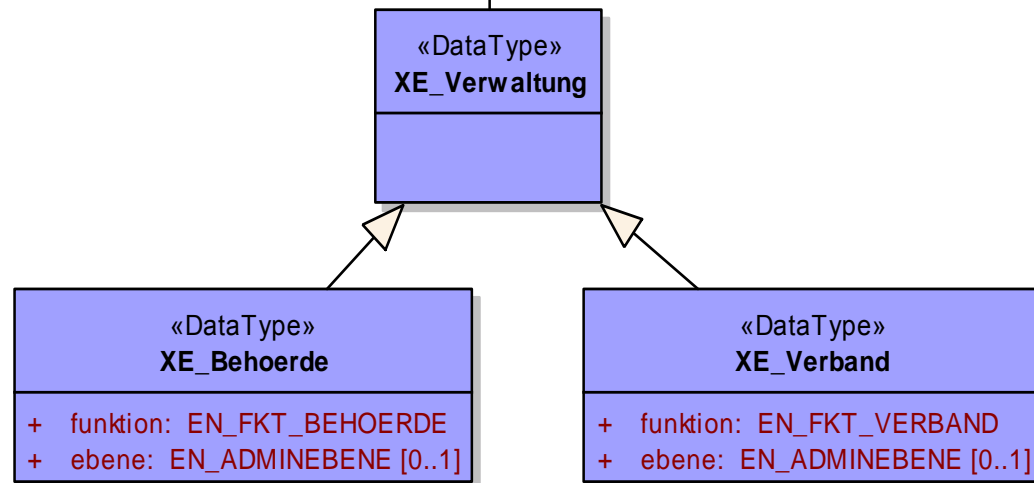 «DataType»
XE_Verwaltung
«DataType»
XE_Behoerde
+ funktion: EN_FKT_BEHOERDE
+ ebene: EN_ADMINEBENE [0..1]
«DataType»
XE_Verband
+ funktion: EN_FKT_VERBAND
+ ebene: EN_ADMINEBENE [0..1]